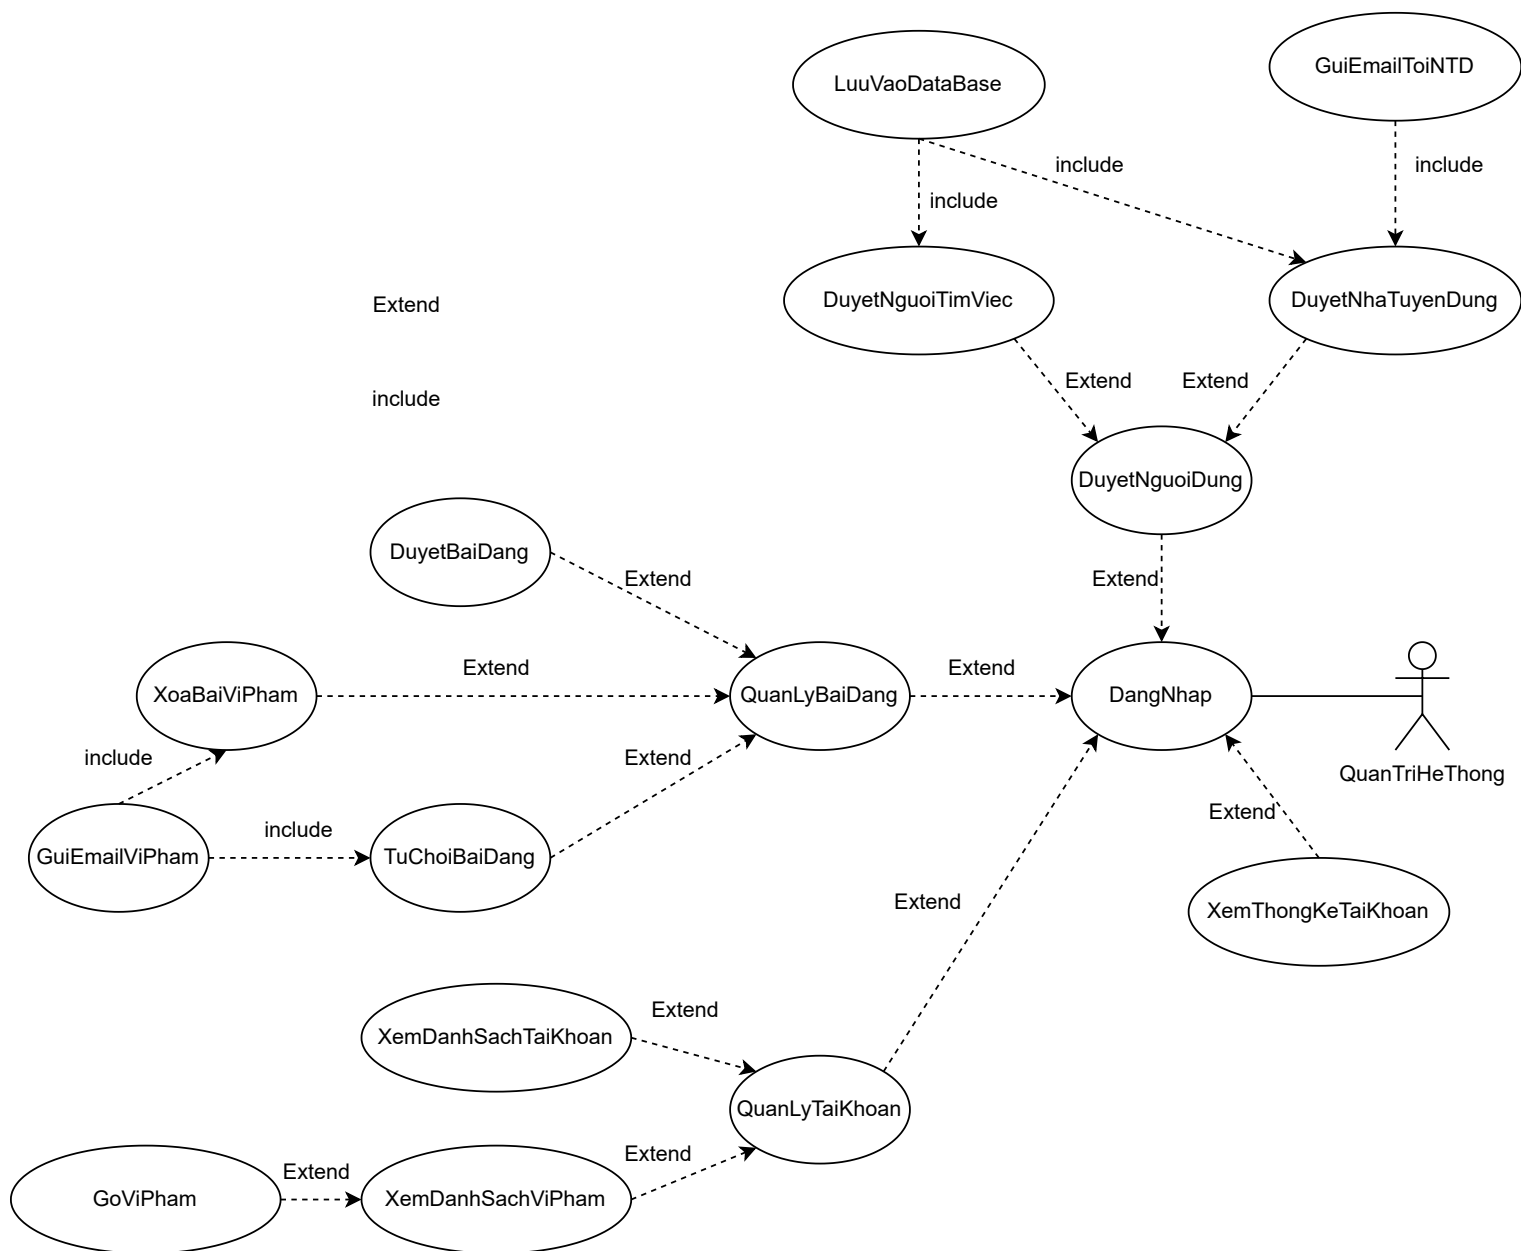 GuiEmailToiNTD
LuuVaoDataBase
include
include
include
DuyetNguoiTimViec
DuyetNhaTuyenDung
Extend
Extend
Extend
include
DuyetNguoiDung
DuyetBaiDang
Extend
Extend
Extend
Extend
XoaBaiViPham
QuanLyBaiDang
DangNhap
include
Extend
QuanTriHeThong
Extend
include
GuiEmailViPham
TuChoiBaiDang
Extend
XemThongKeTaiKhoan
Extend
XemDanhSachTaiKhoan
QuanLyTaiKhoan
Extend
Extend
GoViPham
XemDanhSachViPham